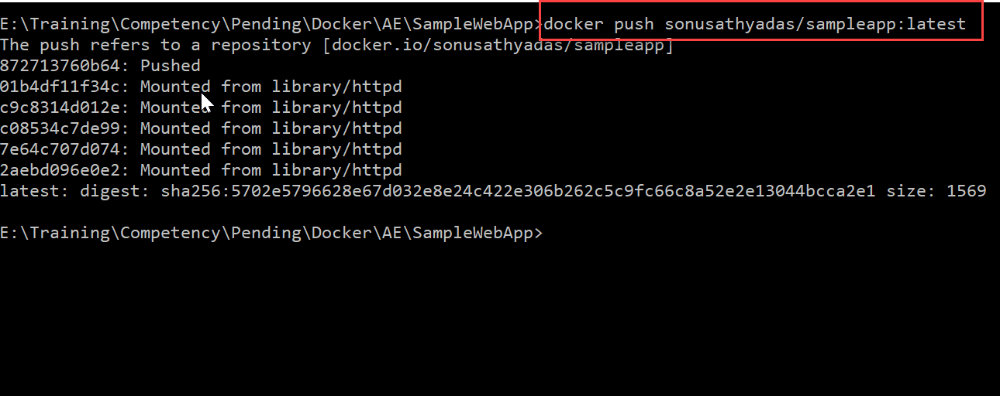 E:\Training\Competency\Pending\Docker\AE\SampleWebApp>docker push sonusathyadas/sampleapp:latest
The push refers to a repository [docker.io/sonusathyadas/sampleapp]
872713760b64: Pushed
01b4df11f34c: Mounted from library/httpd
c9c8314d012e: Mounted from library/httpd
c08534c7de99: Mounted from library/httpd
7e64c707d074: Mounted from library/httpd
2aebd096e0e2: Mounted from library/httpd
latest: digest: sha256:5702e5796628e67d032e8e24c422e306b262c5c9fc66c8a52e2e13044bcca2e1 size: 1569
E:\Training\Competency\Pending\Docker\AE\SampleWebApp>